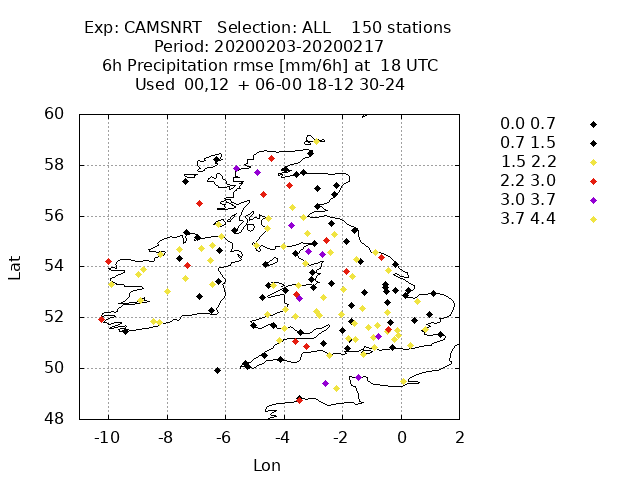 Exp: CAMSNRT   Selection: ALL    150 stations
Period: 20200203-20200217
6h Precipitation rmse [mm/6h] at  18 UTC
Used  00,12  + 06-00 18-12 30-24
60
58
56
54
52
50
48
Lat
-10 -8 -6 -4 -2 0 2
Lon
0.0 0.7
0.7 1.5
1.5 2.2
2.2 3.0
3.0 3.7
3.7 4.4